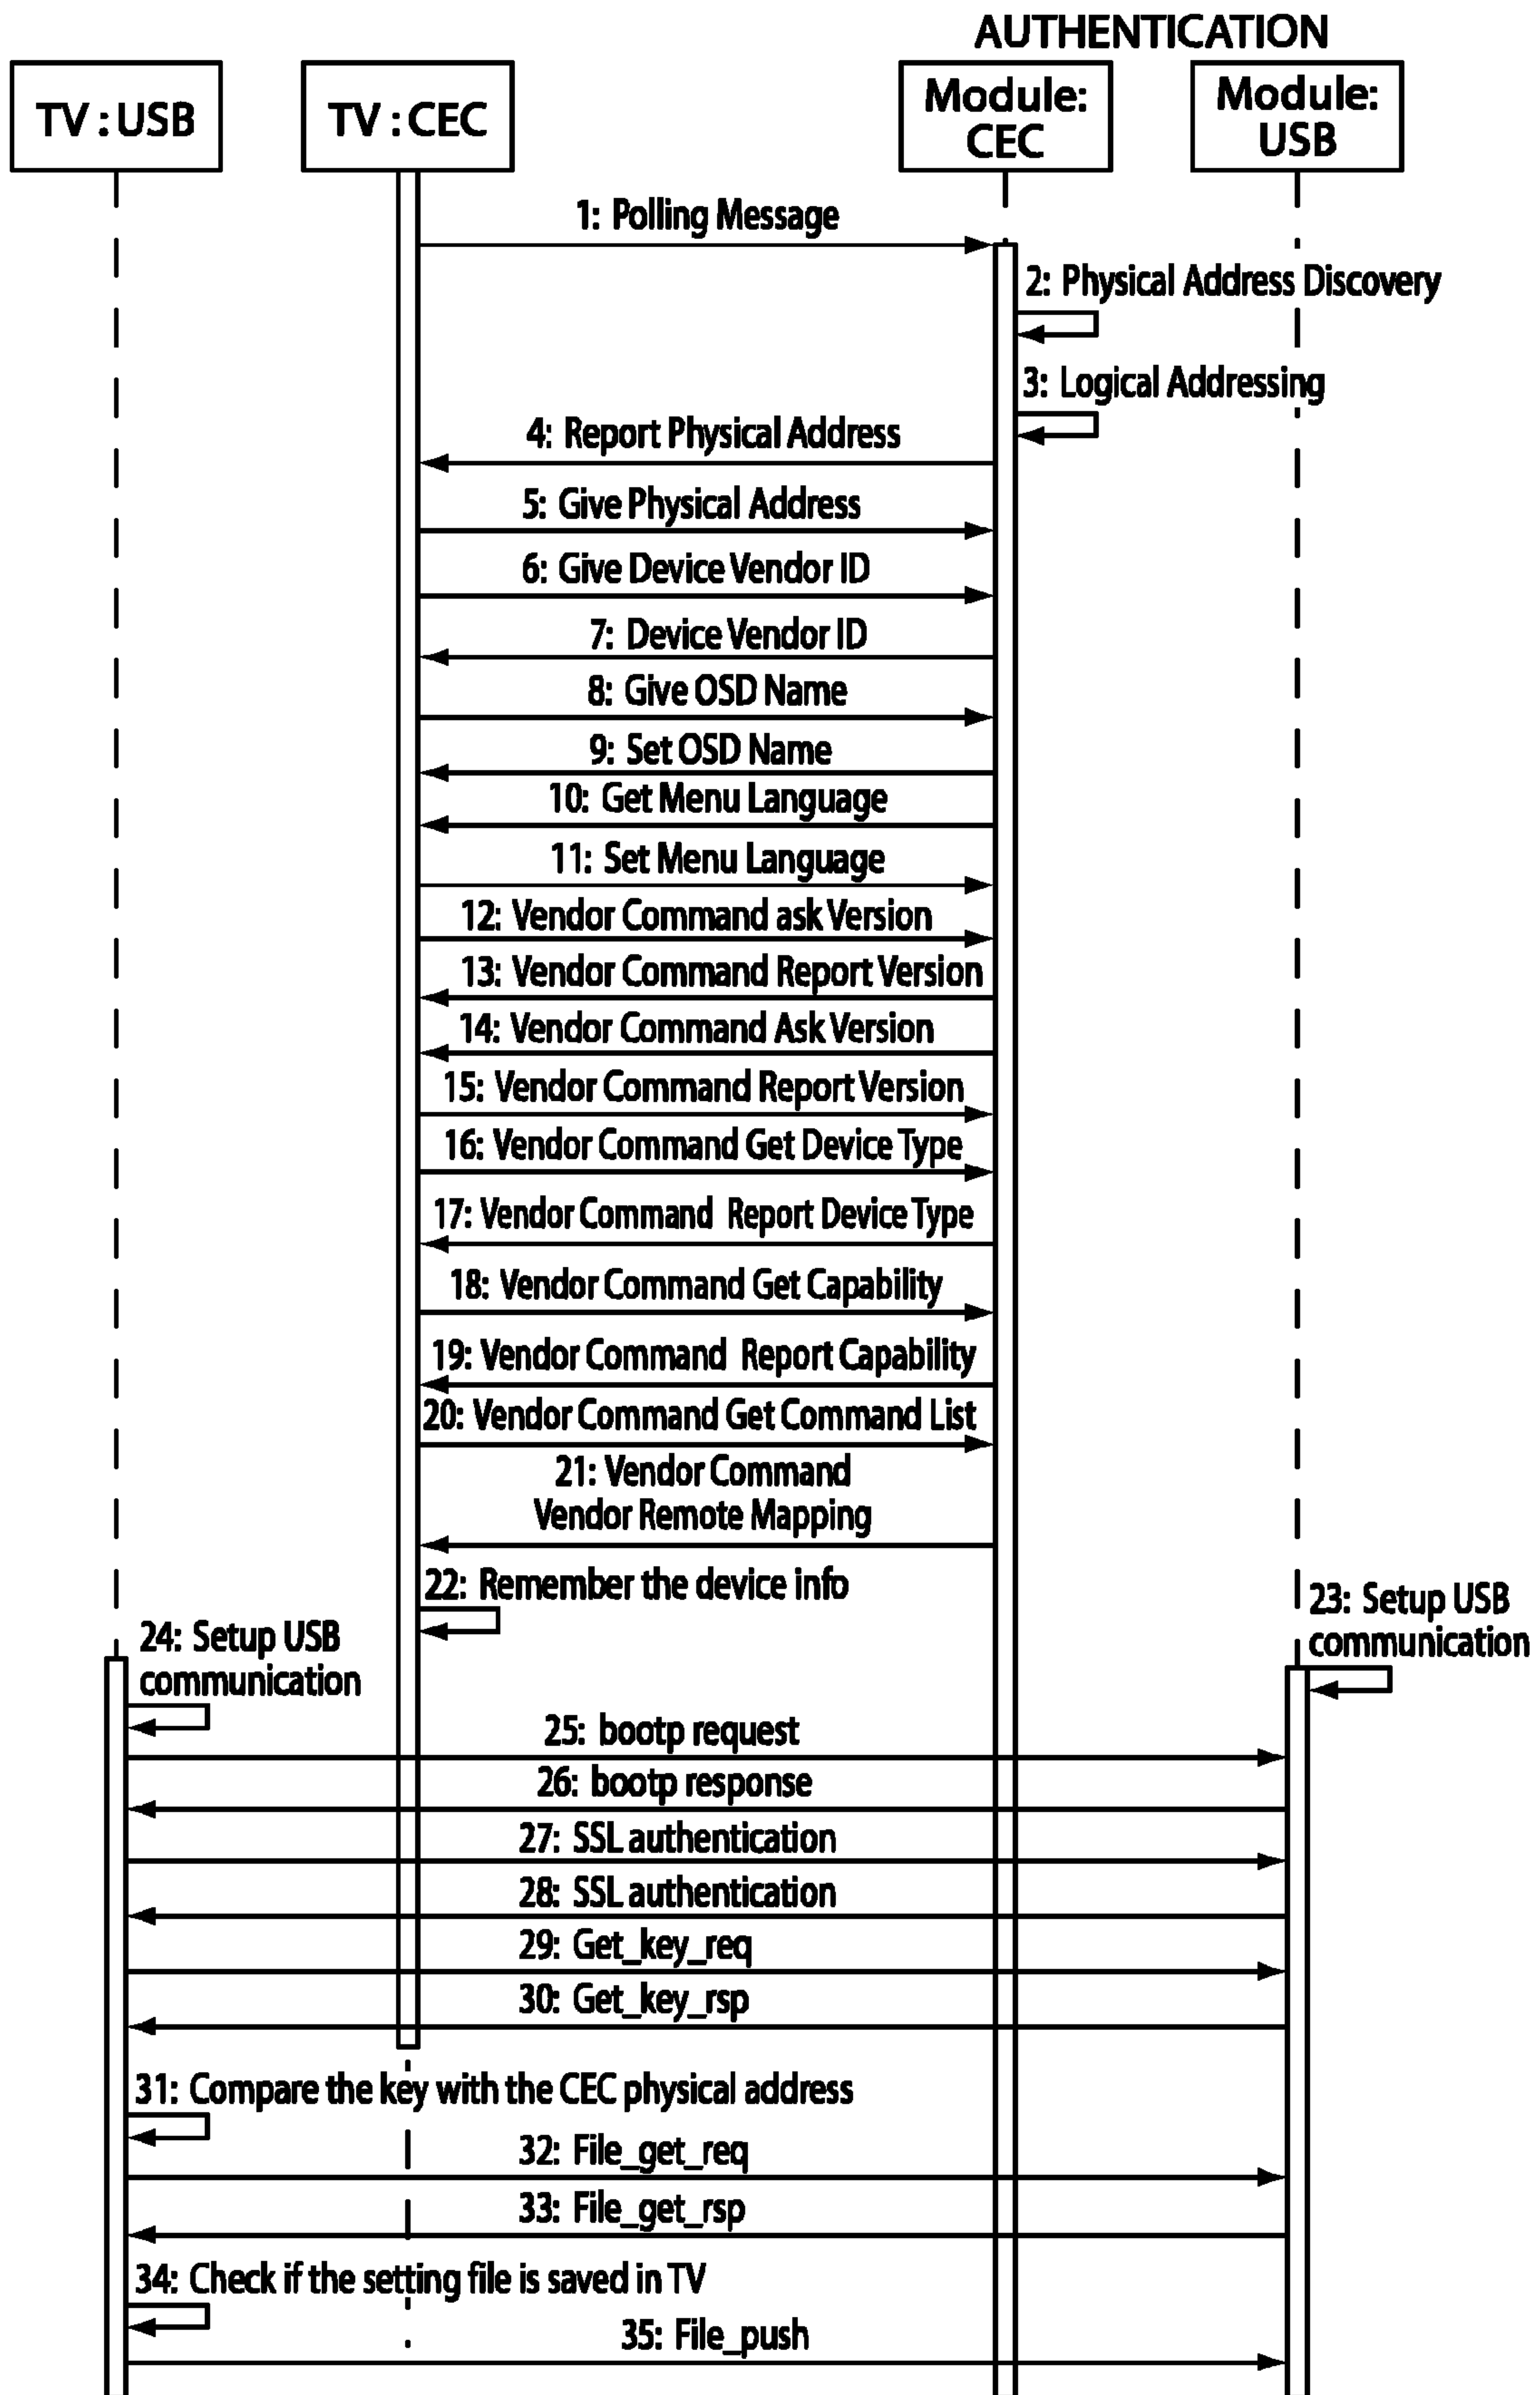 AUTHENTICATION
TV : USB
TV : CEC
Module:
CEC
Module:
USB
1: Polling Message
2: Physical Address Discovery
3: Logical Addressing
4: Report Physical Address
5: Give Physical Address
6: Give Device Vendor ID
7: Device Vendor ID
8: Give OSD Name
9: Set OSD Name
10: Get Menu Language
11: Set Menu Language
12: Vendor Command ask Version
13: Vendor Command Report Version
14: Vendor Command Ask Version
15: Vendor Command Report Version
16: Vendor Command Get Device Type
17: Vendor Command Report Device Type
18: Vendor Command Get Capability
19: Vendor Command Report Capability
20: Vendor Command Get Command List
21: Vendor Command
Vendor Remote Mapping
22: Remember the device info
23: Setup USB
communication
24: Setup USB
communication
25: bootp request
26: bootp response
27: SSL authentication
28: SSL authentication
29: Get_key_req
30: Get_key_rsp
31: Compare the key with the CEC physical address
32: File_get_req
33: File_get_rsp
34: Check if the setting file is saved in TV
35: File_push